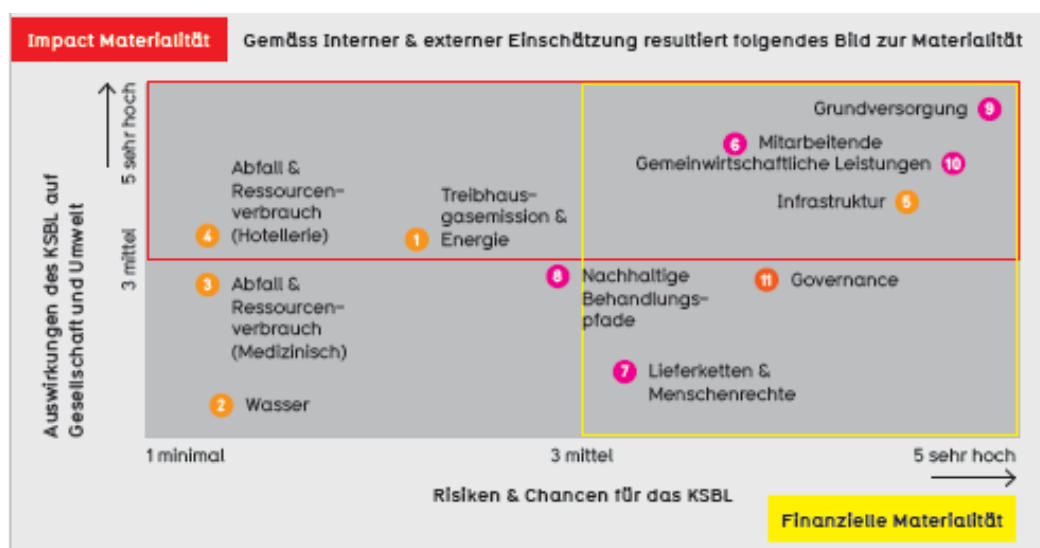 Impact Materialität
Gemäss Interner & externer Einschätzung resultiert folgendes Bild zur Materialität
Auswirkungen des KSBL auf
Gesellschaft und Umwelt
5 sehr hoch
3 mittel
Grundversorgung 9
6 Mitarbeitende
Gemeinwirtschaftliche Leistungen 10
Infrastruktur 5
Abfall &
Ressourcen-
verbrauch
(Hotellerie)
4
Treibhaus-
gasemission &
Energie
1
3 Abfall &
Ressourcen-
verbrauch
(Medizinisch)
8 Nachhaltige
Behandlungs-
pfade
11 Governance
7 Lieferketten &
Menschenrechte
2 Wasser
1 minimal
3 mittel
5 sehr hoch
Risiken & Chancen für das KSBL
Finanzielle Materialität